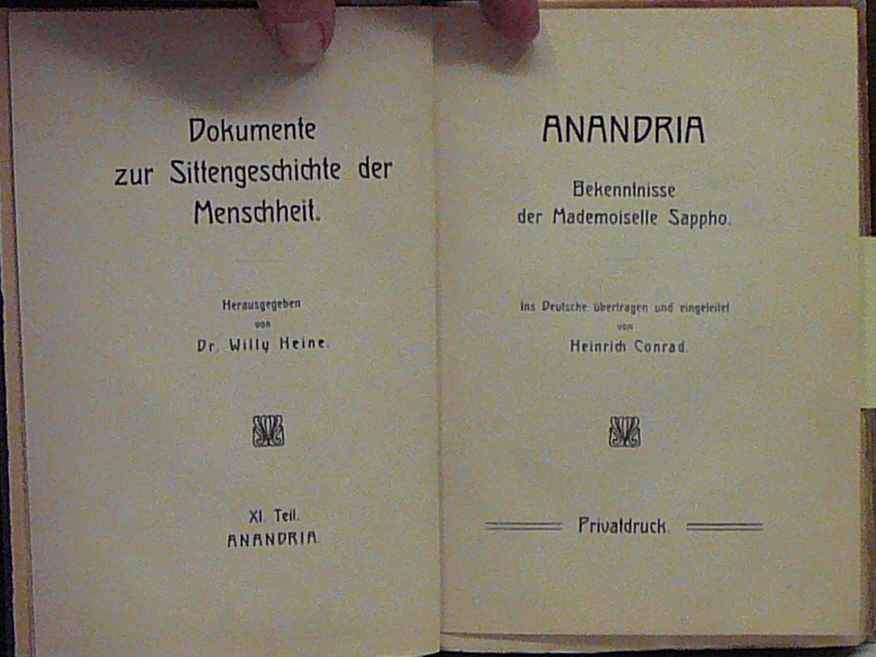 Dokumente
zur Sittengeschichte der
Menschheit.
Herausgegeben
von
Dr. Willy Heine.
XI. Teil.
ANANDRIA.
ANANDRIA
Bekenntnisse
der Mademoiselle Sappho.
Ins Deutsche übertragen und eingeleitet
von
Heinrich Conrad.
Privatdruck.